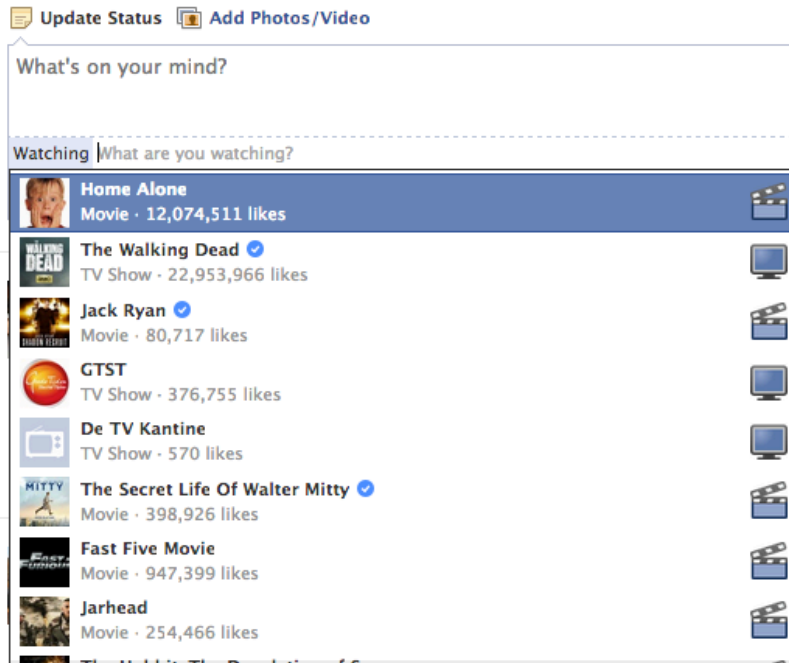 Update Status Add Photos/Video
What's on your mind?
Watching What are you watching?
Home Alone
Movie · 12,074,511 likes
The Walking Dead
TV Show · 22,953,966 likes
Jack Ryan
Movie · 80,717 likes
GTST
TV Show · 376,755 likes
De TV Kantine
TV Show · 570 likes
The Secret Life Of Walter Mitty
Movie · 398,926 likes
Fast Five Movie
Movie · 947,399 likes
Jarhead
Movie · 254,466 likes
WALKING
DEAD
MITTY